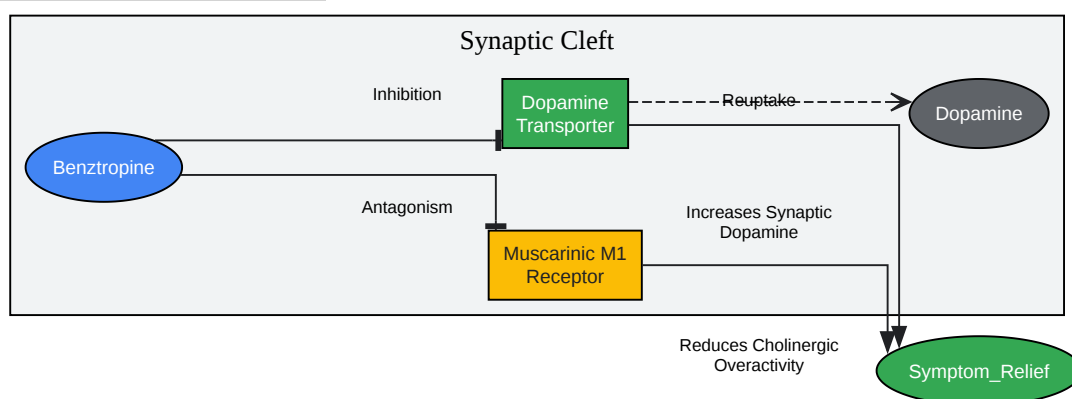 Synaptic Cleft
Inhibition
Dopamine
Transporter
Reuptake
Dopamine
Benztropine
Antagonism
Increases Synaptic
Dopamine
Muscarinic M1
Receptor
Reduces Cholinergic
Overactivity
Symptom_Relief